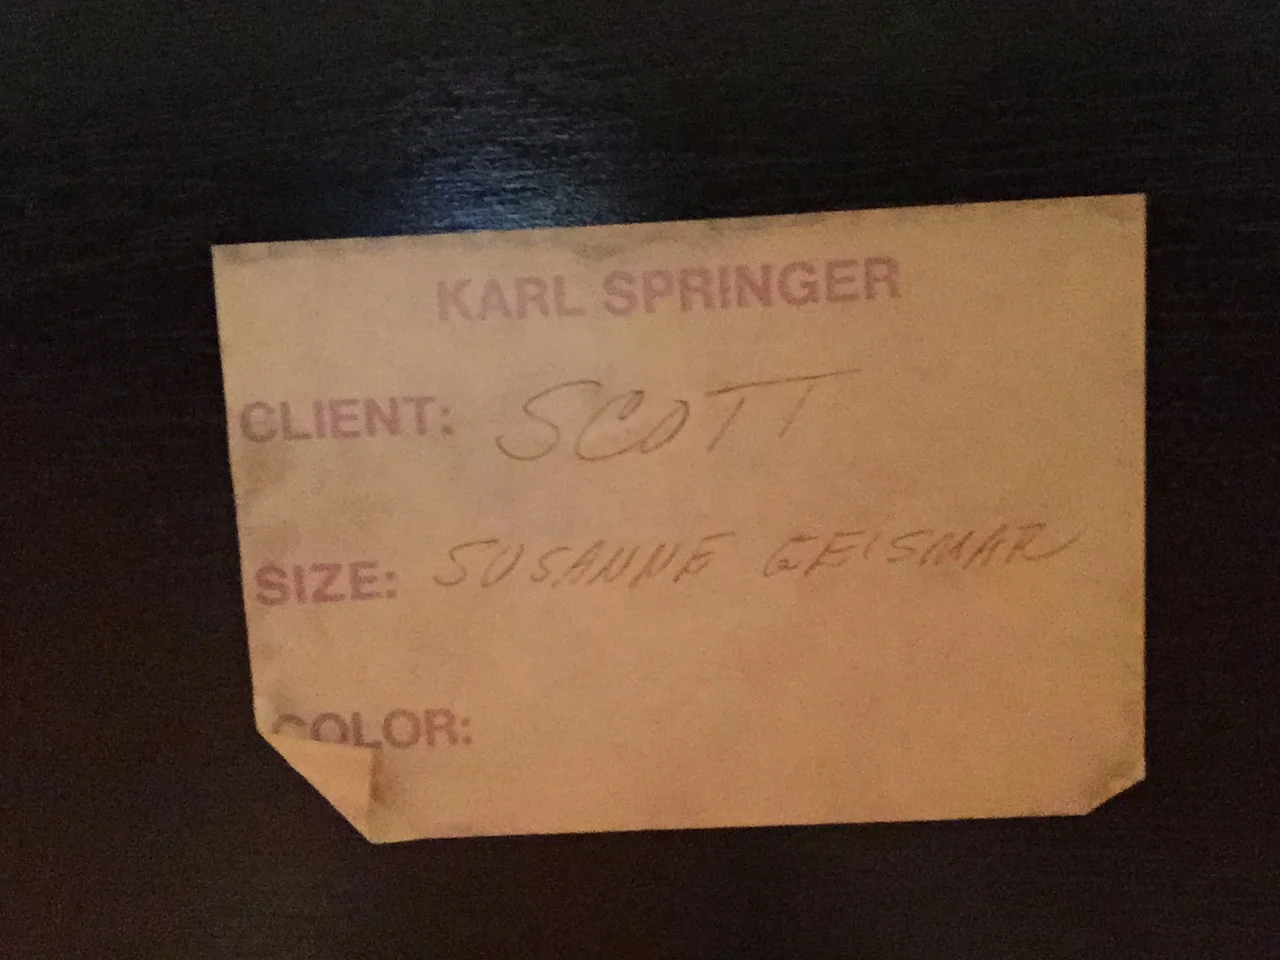 KARL SPRINGER
CLIENT: SCOTT
SIZE: SUSANNE GEISMAR
COLOR: